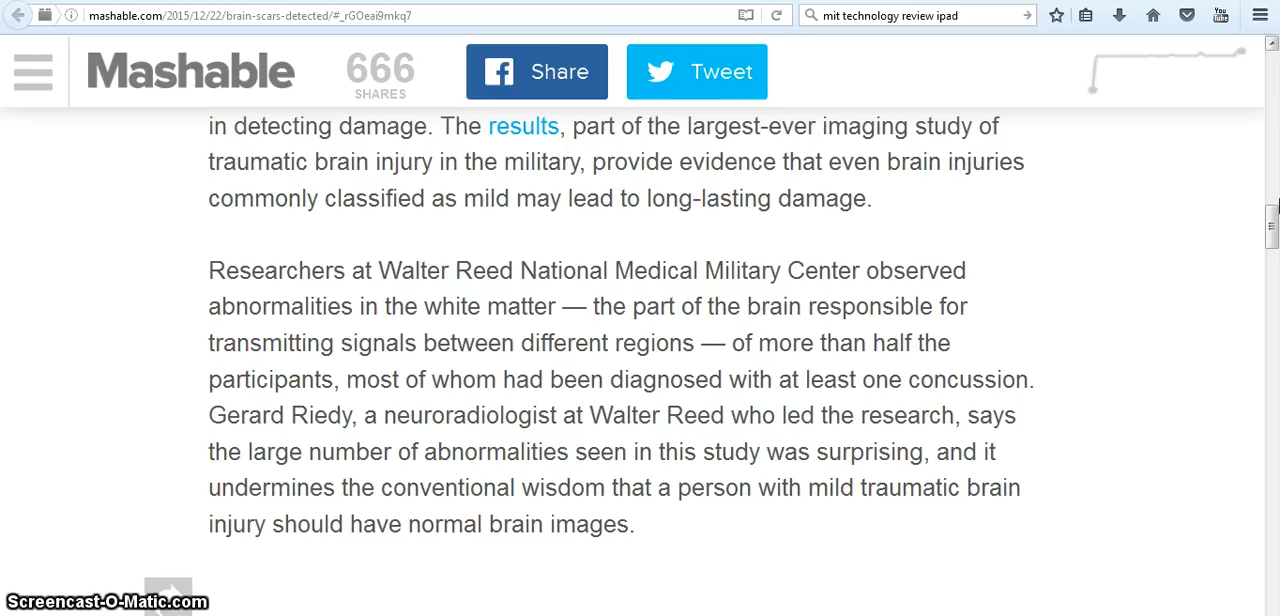 mashable.com/2015/12/22/brain-scars-detected/#_rGOeai9mkq7
mit technology review ipad
You
Tube
Mashable
666
SHARES
Share
Tweet
in detecting damage. The results, part of the largest-ever imaging study of
traumatic brain injury in the military, provide evidence that even brain injuries
commonly classified as mild may lead to long-lasting damage.
Researchers at Walter Reed National Medical Military Center observed
abnormalities in the white matter — the part of the brain responsible for
transmitting signals between different regions — of more than half the
participants, most of whom had been diagnosed with at least one concussion.
Gerard Riedy, a neuroradiologist at Walter Reed who led the research, says
the large number of abnormalities seen in this study was surprising, and it
undermines the conventional wisdom that a person with mild traumatic brain
injury should have normal brain images.
Screencast-O-Matic.com